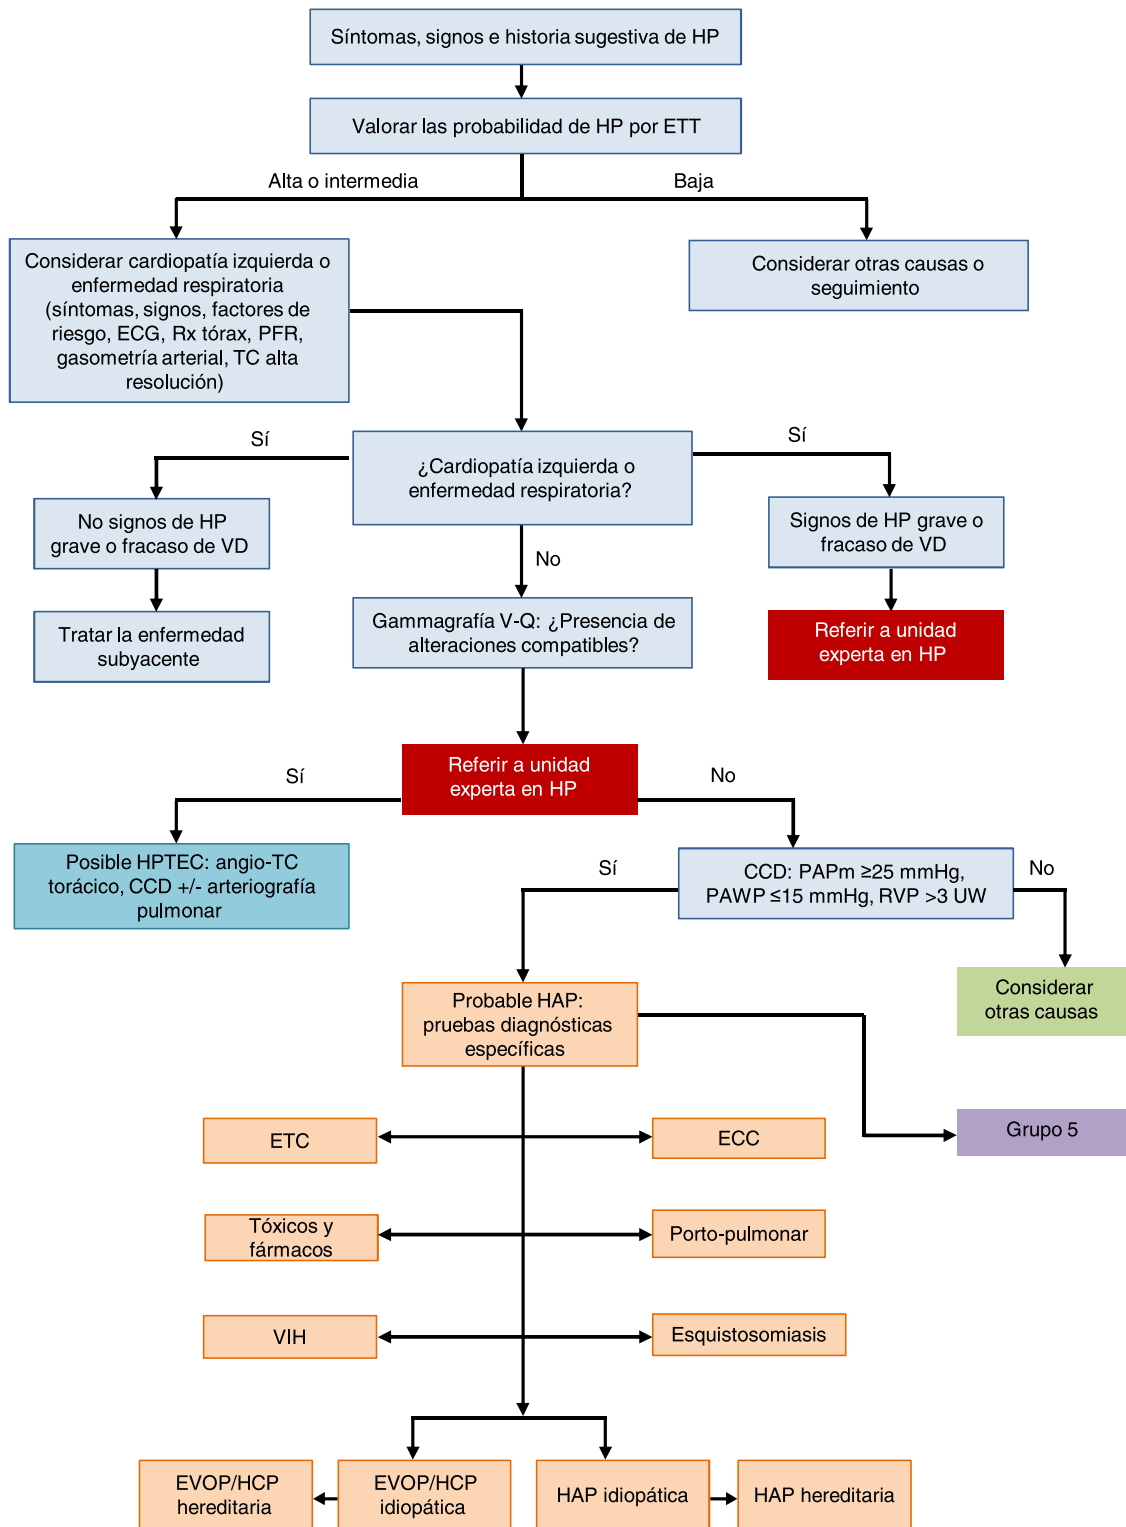 Síntomas, signos e historia sugestiva de HP
Valorar las probabilidad de HP por ETT
Alta o intermedia
Baja
Considerar cardiopatía izquierda o
enfermedad respiratoria
(síntomas, signos, factores de
riesgo, ECG, Rx tórax, PFR,
gasometría arterial, TC alta
resolución)
Considerar otras causas o
seguimiento
Sí
¿Cardiopatía izquierda o
enfermedad respiratoria?
Sí
No signos de HP
grave o fracaso de VD
Signos de HP grave o
fracaso de VD
No
Tratar la enfermedad
subyacente
Gammagrafía V-Q: ¿Presencia de
alteraciones compatibles?
Referir a unidad
experta en HP
Sí
Referir a unidad
experta en HP
No
Posible HPTEC: angio-TC
torácico, CCD +/- arteriografía
pulmonar
Sí
CCD: PAPm ≥25 mmHg,
PAWP ≤15 mmHg, RVP >3 UW
No
Probable HAP:
pruebas diagnósticas
específicas
Considerar
otras causas
ETC
ECC
Grupo 5
Tóxicos y
fármacos
Porto-pulmonar
VIH
Esquistosomiasis
EVOP/HCP
hereditaria
EVOP/HCP
idiopática
HAP idiopática
HAP hereditaria